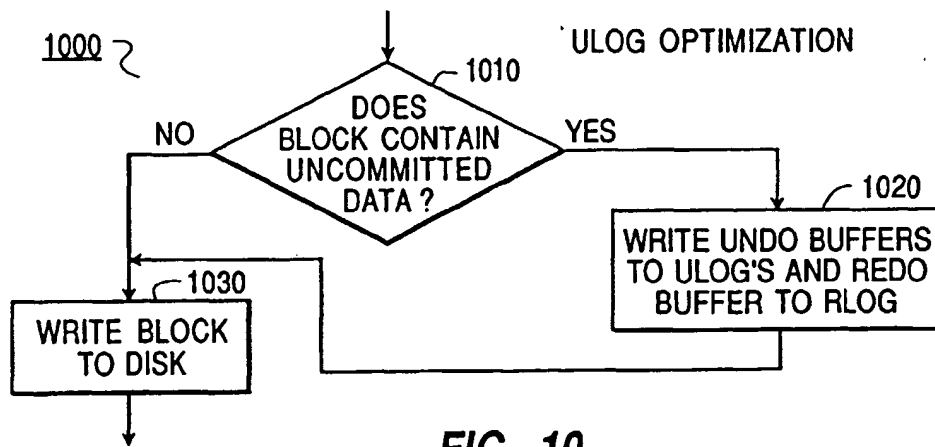 1000
ULOG OPTIMIZATION
1010
DOES
BLOCK CONTAIN
UNCOMMITTED
DATA ?
NO
YES
1020
WRITE UNDO BUFFERS
TO ULOG'S AND REDO
BUFFER TO RLOG
1030
WRITE BLOCK
TO DISK
FIG. 10